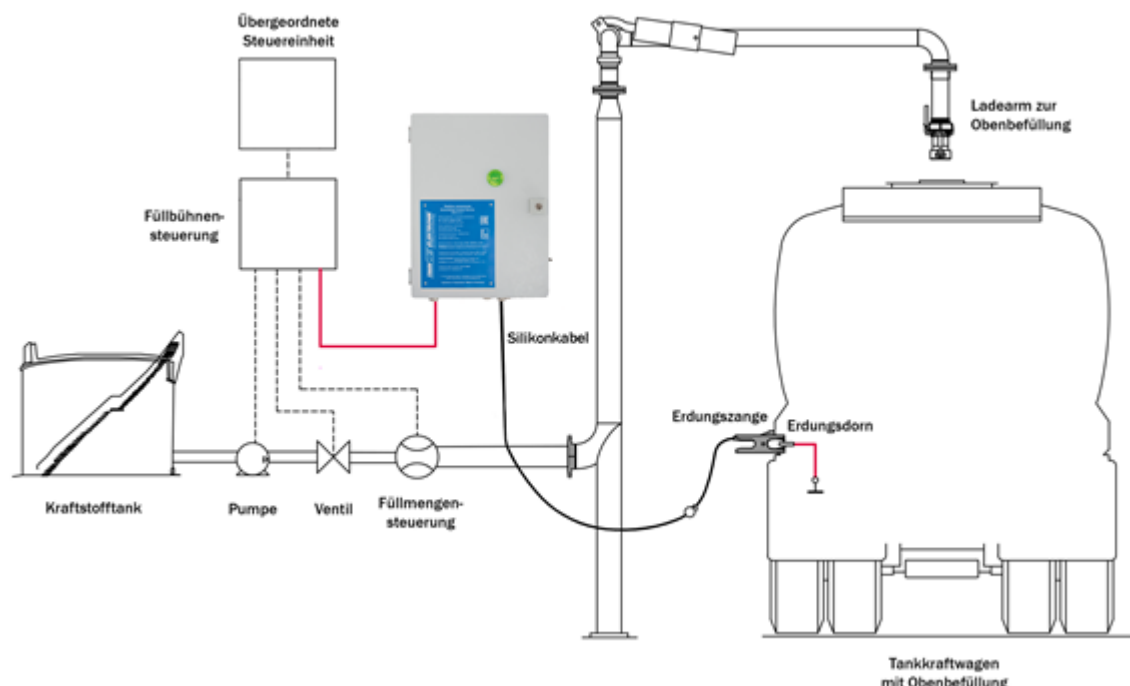 Übergeordnete
Steuereinheit
Ladearm zur
Obenbefüllung
Füllbühnen-
steuerung
Silikonkabel
Erdungszange
Erdungsdorn
Kraftstofftank
Pumpe
Ventil
Füllmengen-
steuerung
Tankkraftwagen
mit Obenbefüllung